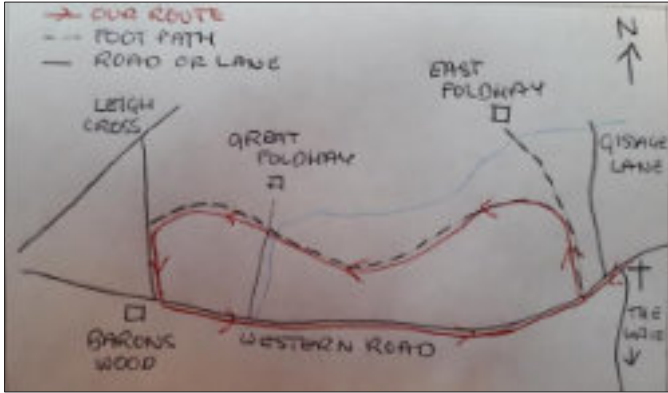 OUR ROUTE
FOOT PATH
ROAD OR LANE
N
EAST
FOLDHAY
LEIGH
CROSS
GREAT
FOLDHAY
GISSAGE
LANE
THE
BARONS
WOOD
WESTERN ROAD